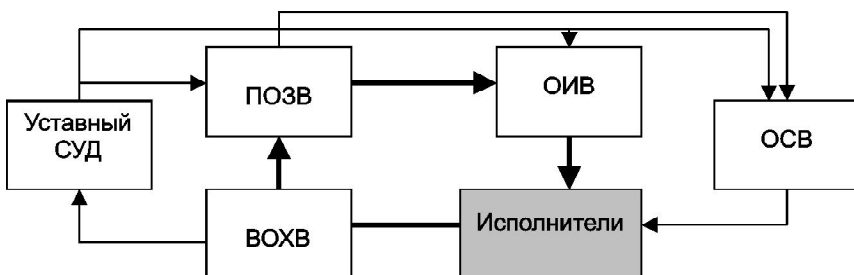 ПОЗВ
ОИВ
Уставный
СУД
ОСВ
ВОХВ
Исполнители